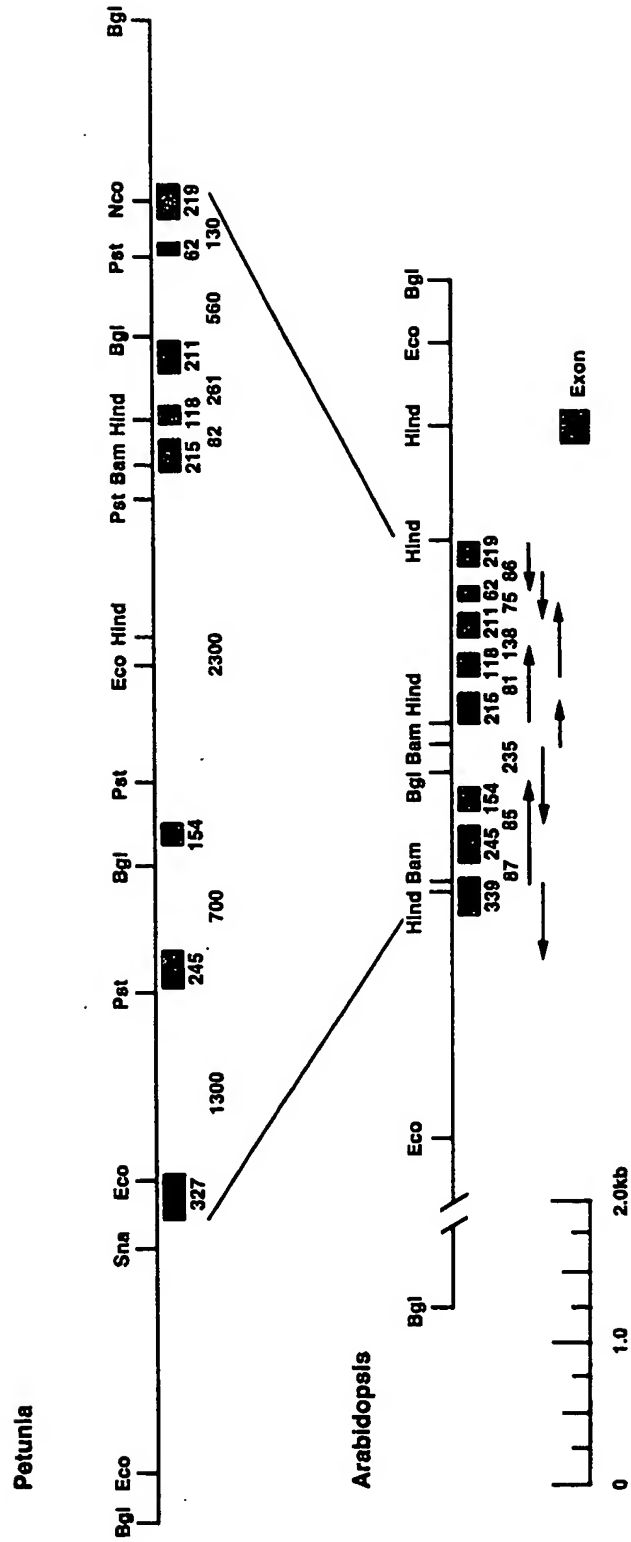 Petunia
Bgl Eco Sna Eco Pst Bgl Pst Eco Hind Pst Bam Hind Bgl Pst Nco Bgl
327 245 154 215 118 211 62 219
1300 700 2300 82 261 560 130
Arabidopsis
Bgl Eco Hind Bam Bgl Bam Hind Hind Hind Eco Bgl
339 245 154 215 118 211 62 219
87 85 235 81 138 75 86
Exon
0 1.0 2.0kb